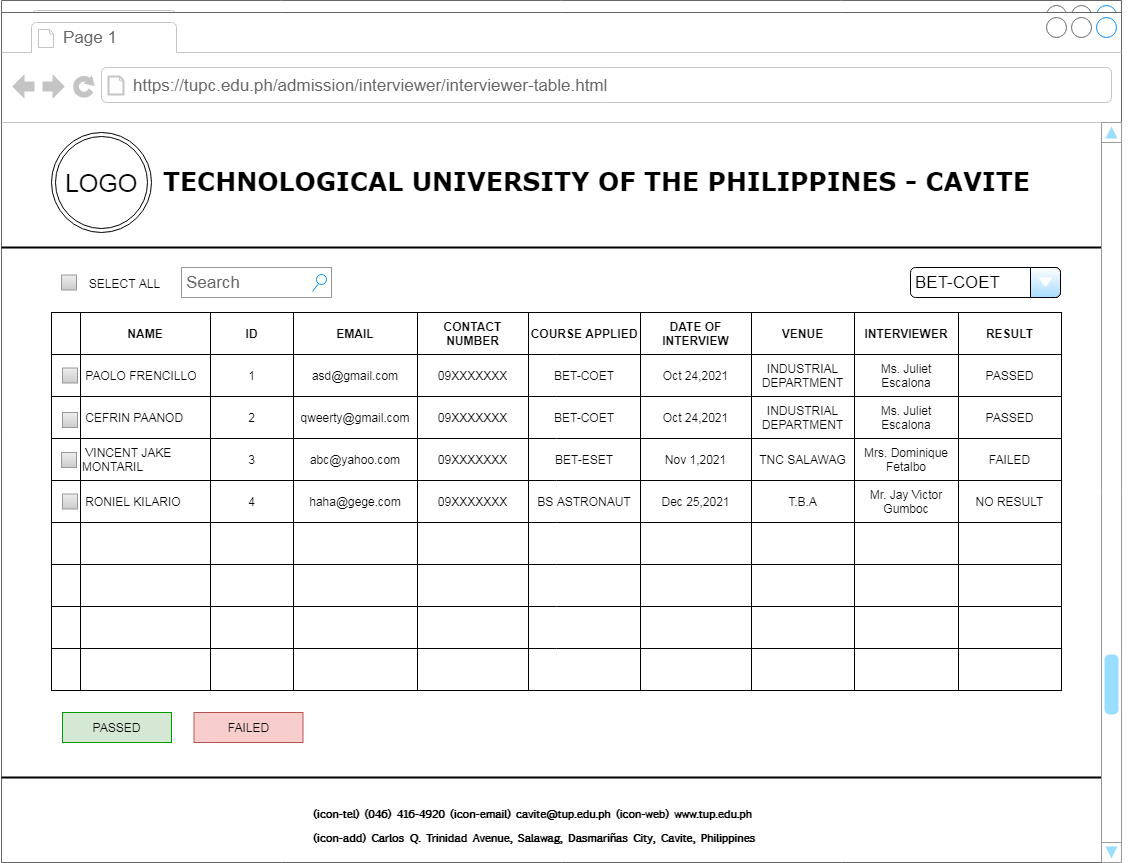 Page 1
https://tupc.edu.ph/admission/interviewer/interviewer-table.html
LOGO
TECHNOLOGICAL UNIVERSITY OF THE PHILIPPINES - CAVITE
SELECT ALL Search BET-COET
NAME ID EMAIL CONTACT NUMBER COURSE APPLIED DATE OF INTERVIEW VENUE INTERVIEWER RESULT
PAOLO FRENCILLO 1 asd@gmail.com 09XXXXXXX BET-COET Oct 24,2021 INDUSTRIAL DEPARTMENT Ms. Juliet Escalona PASSED
CEFRIN PAANOD 2 qweerty@gmail.com 09XXXXXXX BET-COET Oct 24,2021 INDUSTRIAL DEPARTMENT Ms. Juliet Escalona PASSED
VINCENT JAKE MONTARIL 3 abc@yahoo.com 09XXXXXXX BET-ESET Nov 1,2021 TNC SALAWAG Mrs. Dominique Fetalbo FAILED
RONIEL KILARIO 4 haha@gege.com 09XXXXXXX BS ASTRONAUT Dec 25,2021 T.B.A Mr. Jay Victor Gumboc NO RESULT
PASSED FAILED
(icon-tel) (046) 416-4920 (icon-email) cavite@tup.edu.ph (icon-web) www.tup.edu.ph
(icon-add) Carlos Q. Trinidad Avenue, Salawag, Dasmariñas City, Cavite, Philippines